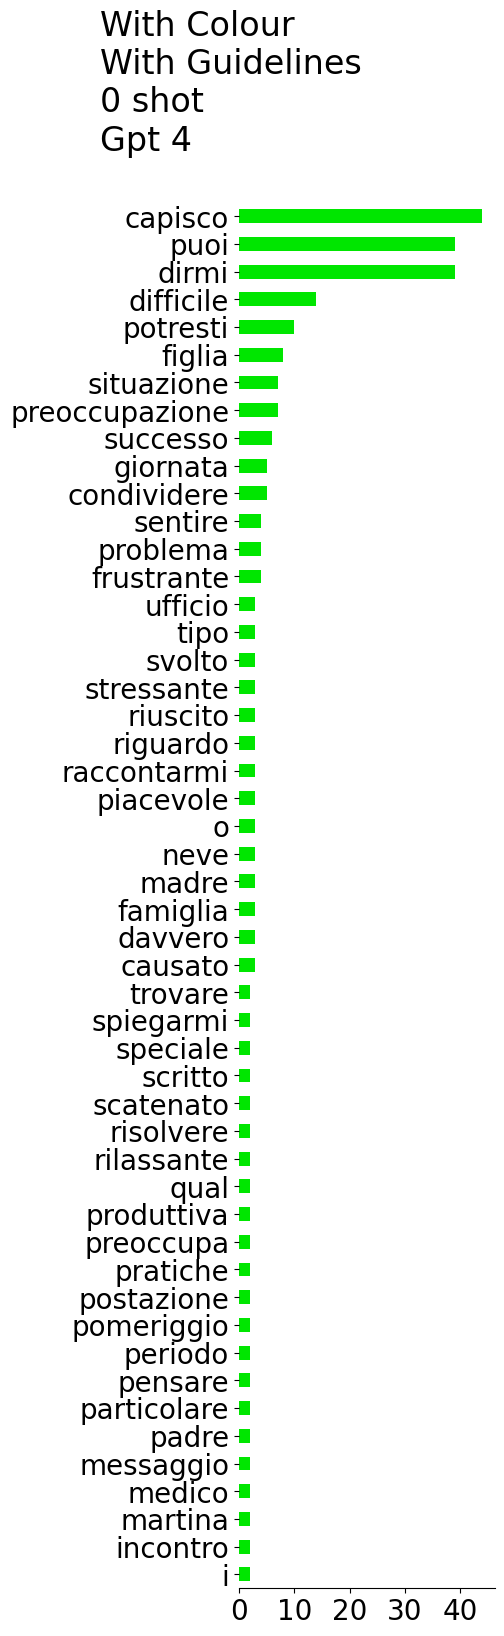 With Colour
With Guidelines
0 shot
Gpt 4
capisco
puoi
dirmi
difficile
potresti
figlia
situazione
preoccupazione
successo
giornata
condividere
sentire
problema
frustrante
ufficio
tipo
svolto
stressante
riuscito
riguardo
raccontarmi
piacevole
o
neve
madre
famiglia
davvero
causato
trovare
spiegarmi
speciale
scritto
scatenato
risolvere
rilassante
qual
produttiva
preoccupa
pratiche
postazione
pomeriggio
periodo
pensare
particolare
padre
messaggio
medico
martina
incontro
i
0 10 20 30 40